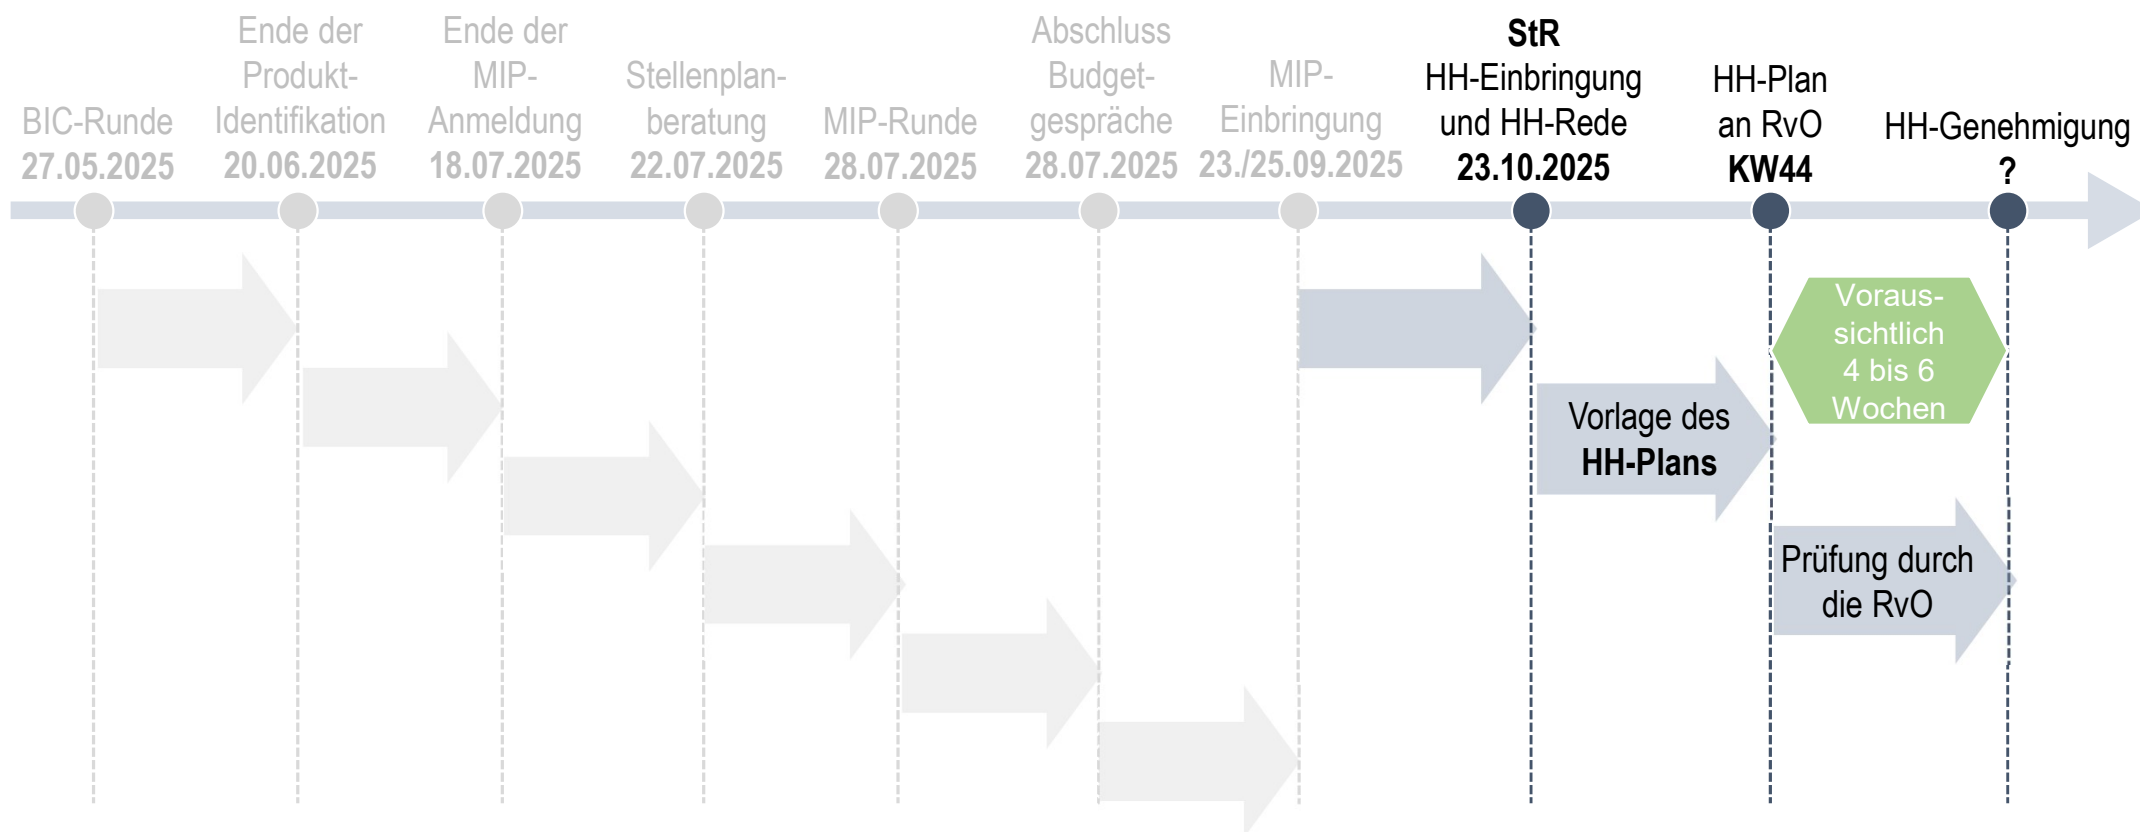 BIC-Runde
27.05.2025
Ende der
Produkt-
Identifikation
20.06.2025
Ende der
MIP-
Anmeldung
18.07.2025
Stellenplan-
beratung
22.07.2025
MIP-Runde
28.07.2025
Abschluss
Budget-
gespräche
28.07.2025
MIP-
Einbringung
23./25.09.2025
StR
HH-Einbringung
und HH-Rede
23.10.2025
HH-Plan
an RvO
KW44
HH-Genehmigung
?
Voraus-
sichtlich
4 bis 6
Wochen
Vorlage des
HH-Plans
Prüfung durch
die RvO